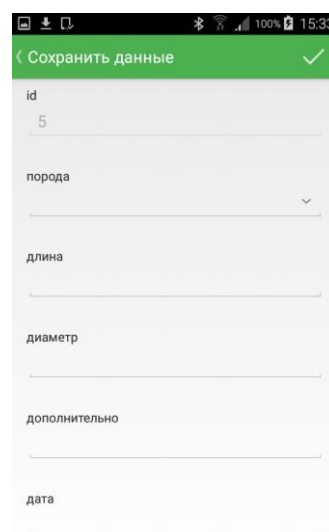 100% 15:33
Сохранить данные
id
5
порода
длина
диаметр
дополнительно
дата